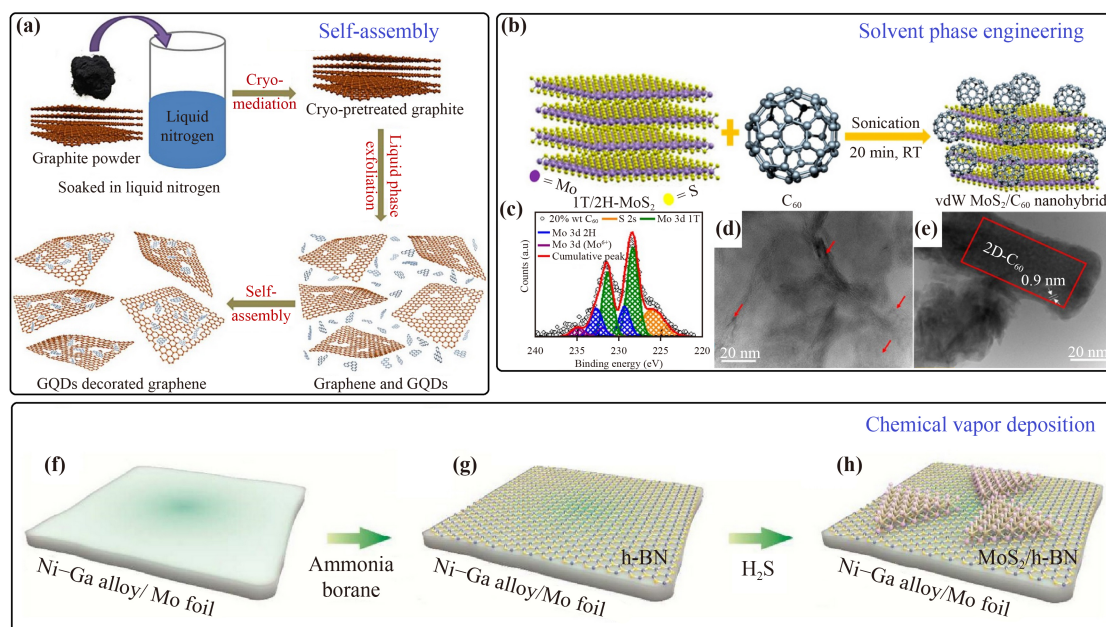 (a)
Self-assembly
Liquid
nitrogen
Graphite powder
Soaked in liquid nitrogen
Cryo-
mediation
Cryo-pretreated graphite
Liquid phase
exfoliation
Self-
assembly
GQDs decorated graphene
Graphene and GQDs
(b)
Solvent phase engineering
= Mo
1T/2H-MoS₂
= S
C₆₀
Sonication
20 min, RT
vdW MoS₂/C₆₀ nanohybrid
(c)
20% wt C₆₀
S 2s
Mo 3d 1T
Mo 3d 2H
Mo 3d (Mo⁶⁺)
Cumulative peak
Counts (a.u)
240 235 230 225 220
Binding energy (eV)
(d)
20 nm
(e)
2D-C₆₀
0.9 nm
20 nm
Chemical vapor deposition
(f)
Ni–Ga alloy/ Mo foil
Ammonia
borane
(g)
h-BN
Ni–Ga alloy/Mo foil
H₂S
(h)
MoS₂/h-BN
Ni–Ga alloy/Mo foil